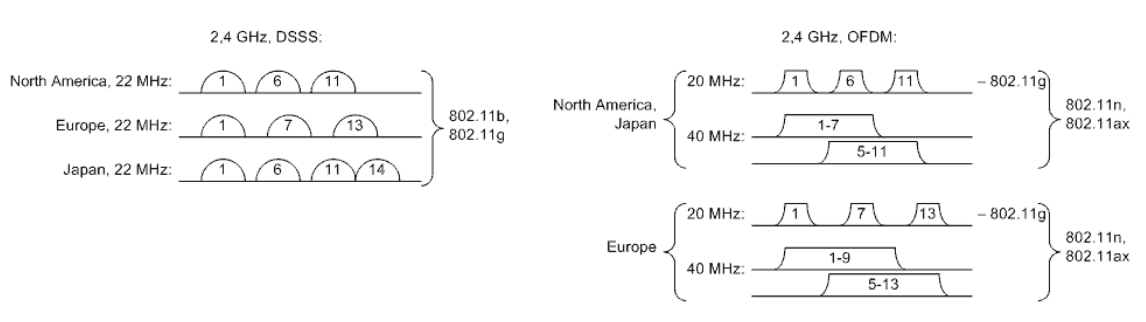 2,4 GHz, DSSS:
North America, 22 MHz: 1 6 11
Europe, 22 MHz: 1 7 13
Japan, 22 MHz: 1 6 11 14
802.11b,
802.11g
2,4 GHz, OFDM:
North America,
Japan
20 MHz: 1 6 11 – 802.11g
40 MHz: 1-7
5-11
802.11n,
802.11ax
Europe
20 MHz: 1 7 13 – 802.11g
40 MHz: 1-9
5-13
802.11n,
802.11ax